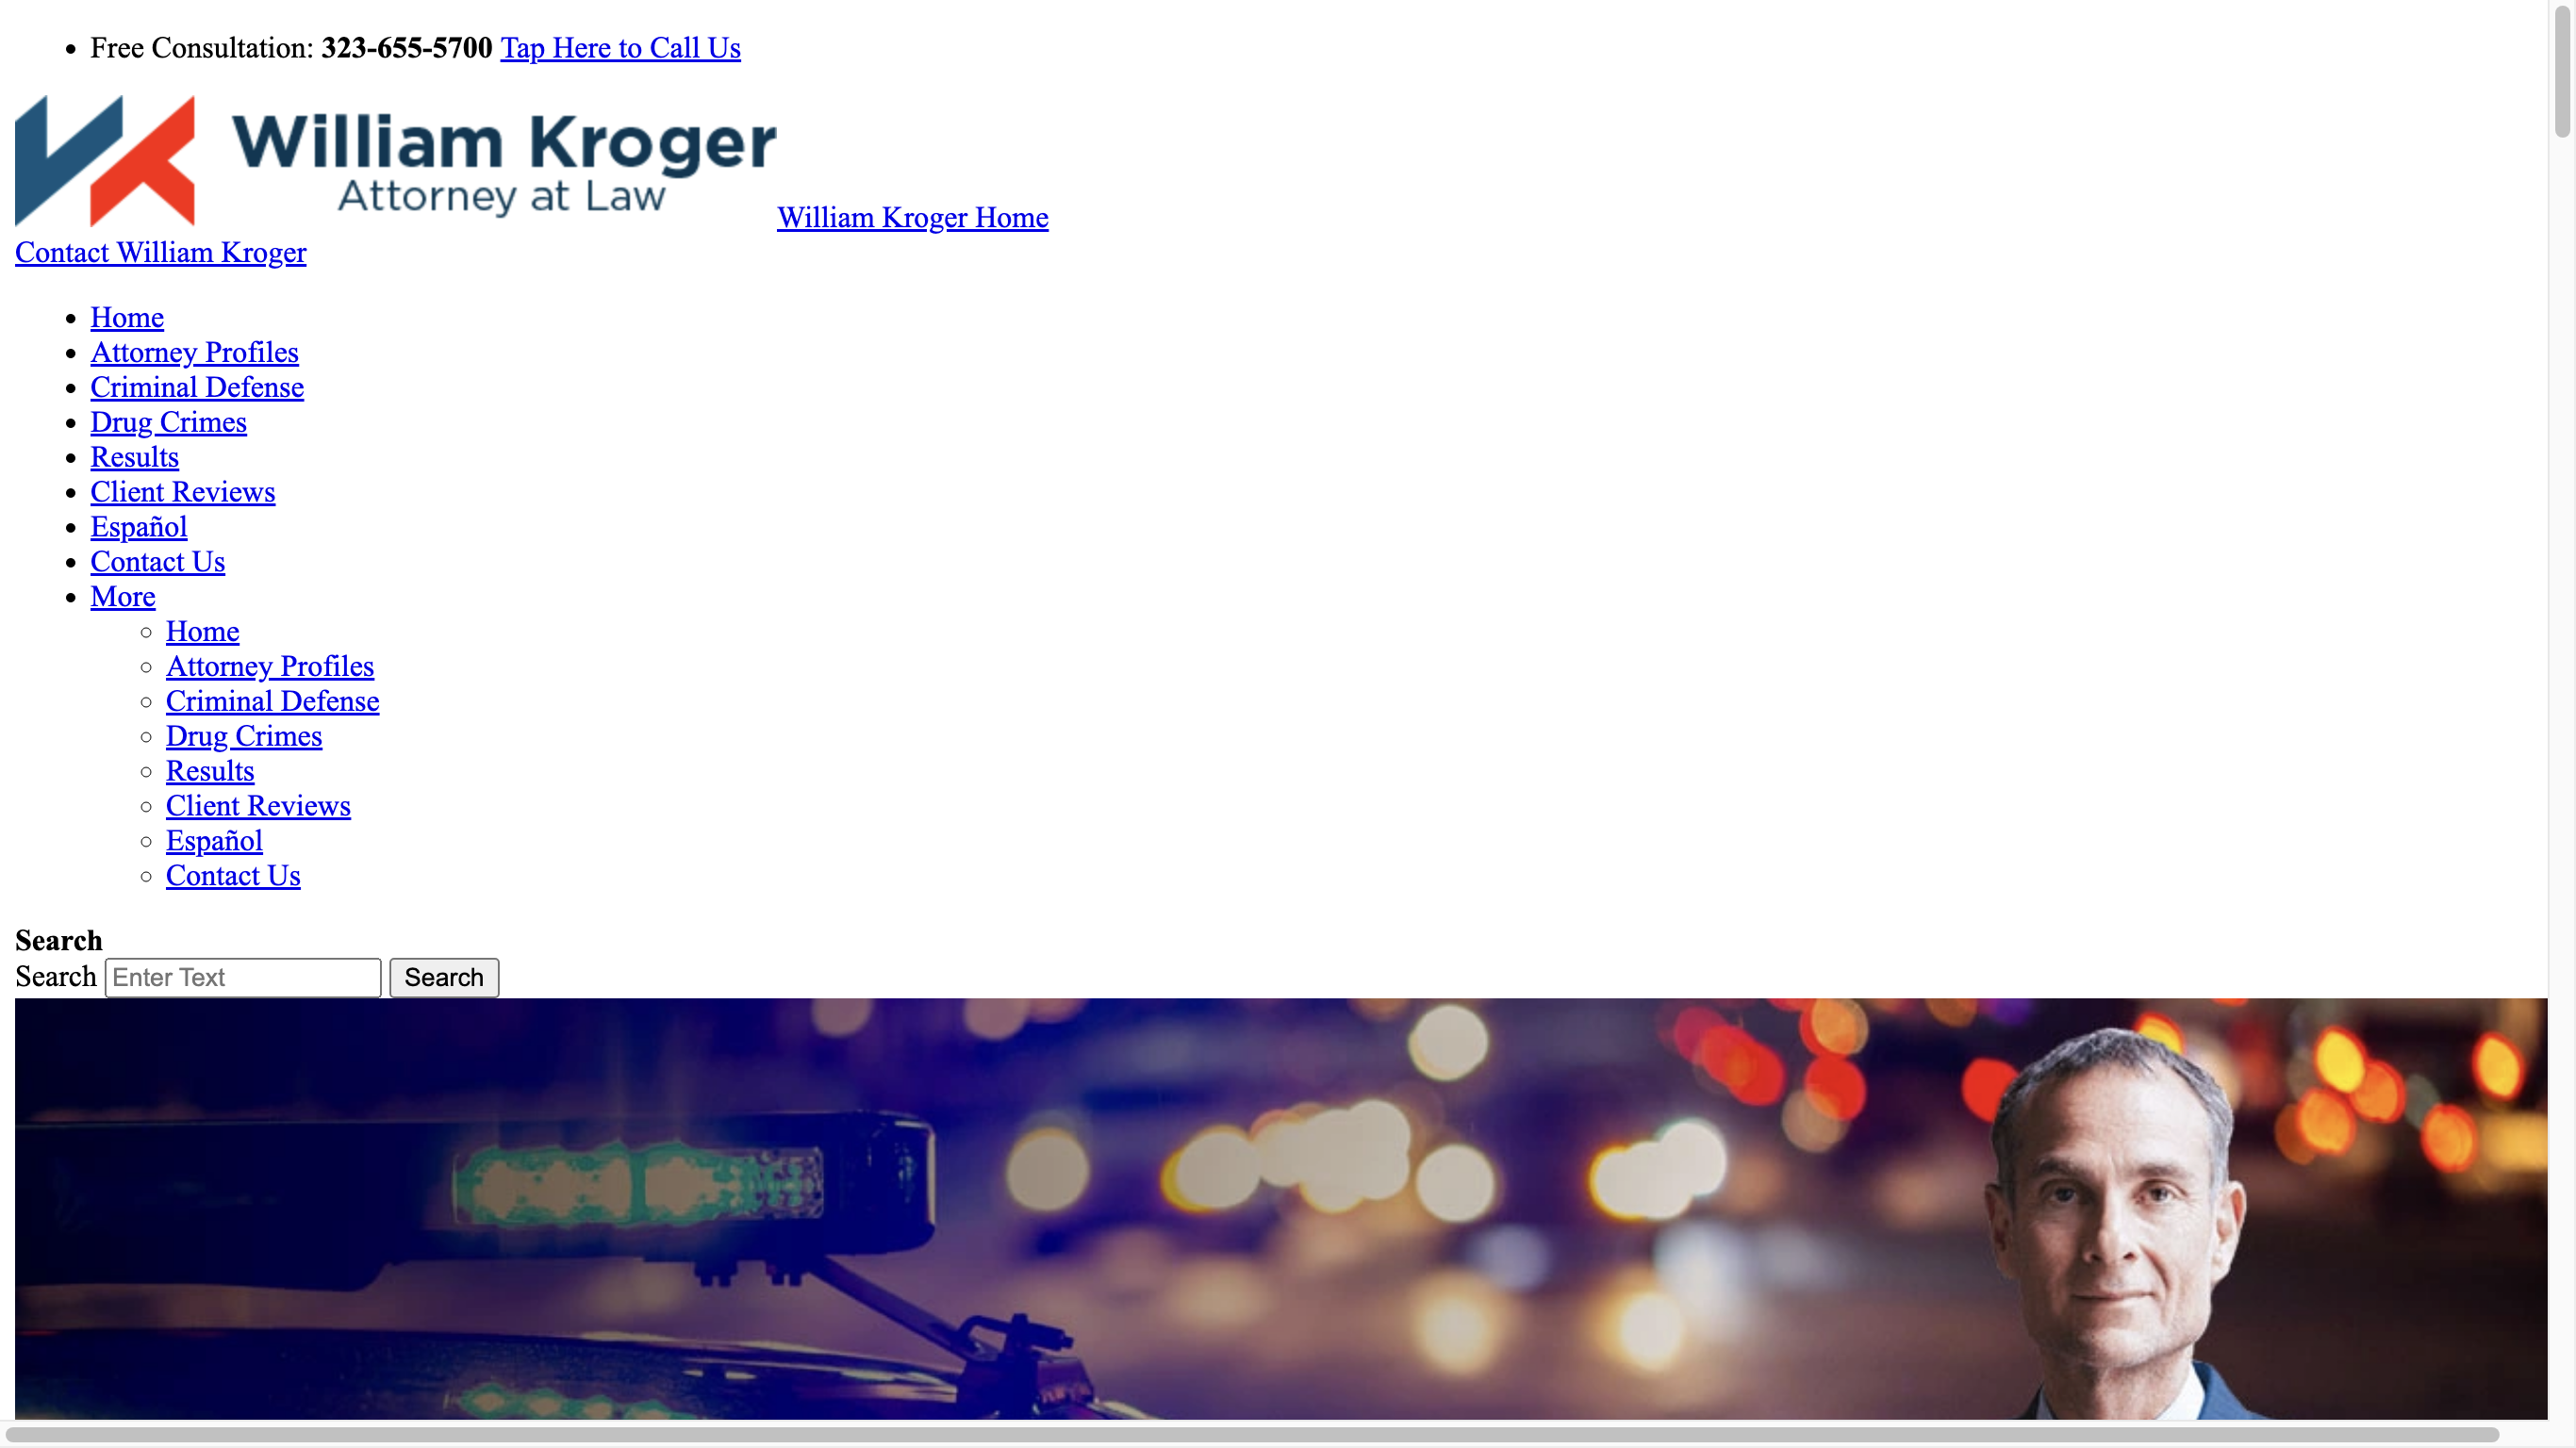 Free Consultation: 323-655-5700 Tap Here to Call Us
William Kroger
Attorney at Law
William Kroger Home
Contact William Kroger
Home
Attorney Profiles
Criminal Defense
Drug Crimes
Results
Client Reviews
Español
Contact Us
More
Home
Attorney Profiles
Criminal Defense
Drug Crimes
Results
Client Reviews
Español
Contact Us
Search
Search Enter Text Search